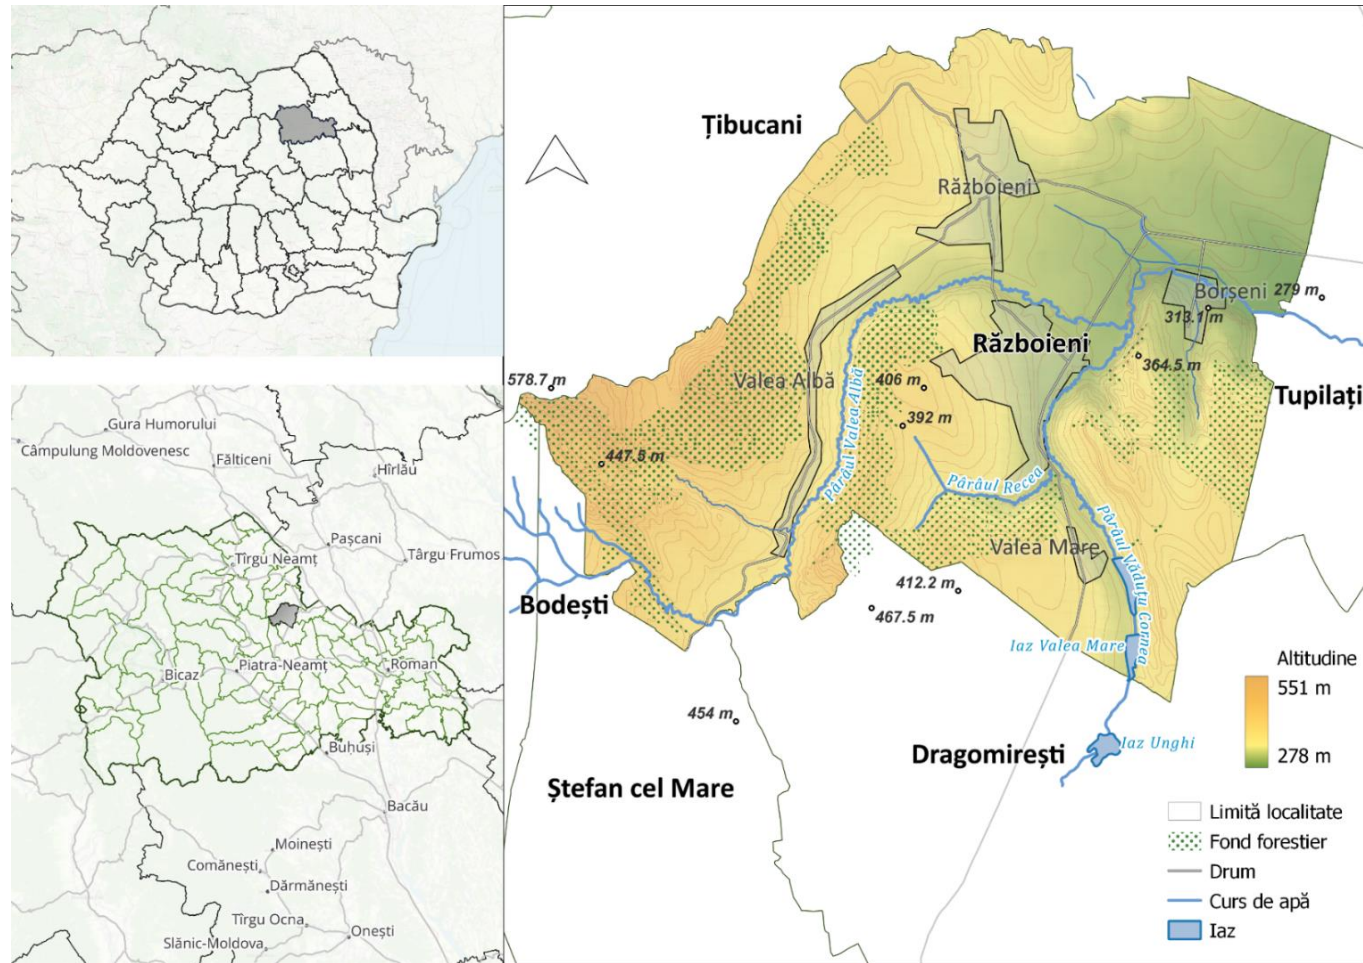 Gura Humorului
Câmpulung Moldovenesc
Fălticeni
Hîrlău
Pașcani
Târgu Frumos
Tîrgu Neamț
Bicaz
Piatra-Neamț
Roman
Buhuși
Bacău
Moinești
Comănești
Dărmănești
Tîrgu Ocna
Onești
Slănic-Moldova
Țibucani
Războieni
Borșeni
279 m
313.1 m
Războieni
364.5 m
Valea Albă
406 m
578.7 m
Tupilați
392 m
Pârâul Valea Albă
447.5 m
Pârâul Recea
Pârâul Văduțu Cornea
Valea Mare
412.2 m
Bodești
467.5 m
Iaz Valea Mare
454 m
Iaz Unghi
Dragomirești
Ștefan cel Mare
Altitudine
551 m
278 m
Limită localitate
Fond forestier
Drum
Curs de apă
Iaz